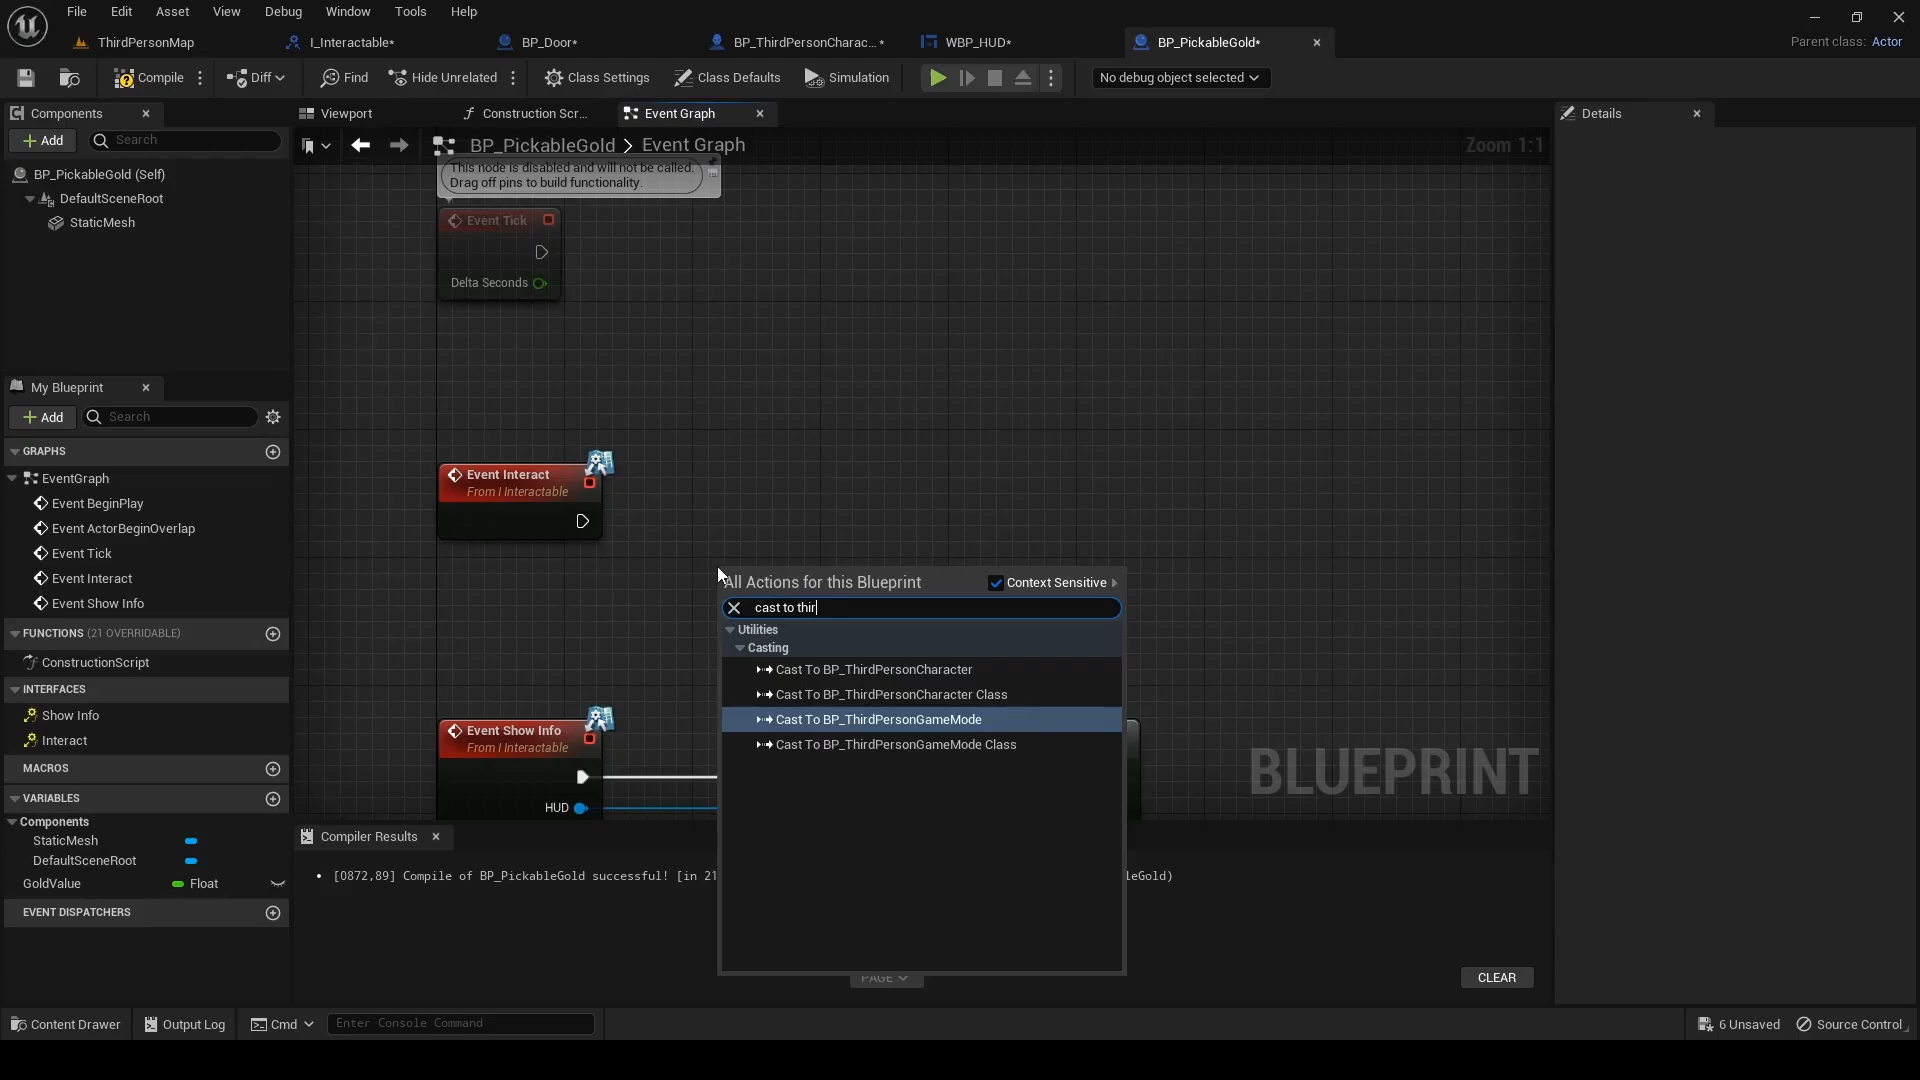 File Edit Asset View Debug Window Tools Help
ThirdPersonMap I_Interactable* BP_Door* BP_ThirdPersonCharac...* WBP_HUD* BP_PickableGold* Parent class: Actor
Compile Diff Find Hide Unrelated Class Settings Class Defaults Simulation No debug object selected
Components Viewport Construction Scr... Event Graph Details
Add Search BP_PickableGold > Event Graph Zoom 1:1
This node is disabled and will not be called.
Drag off pins to build functionality.
BP_PickableGold (Self)
DefaultSceneRoot
StaticMesh
Event Tick
Delta Seconds
My Blueprint
Add Search
GRAPHS
EventGraph
Event BeginPlay
Event ActorBeginOverlap
Event Tick
Event Interact
Event Show Info
FUNCTIONS (21 OVERRIDABLE)
ConstructionScript
INTERFACES
Show Info
Interact
MACROS
VARIABLES
Components
StaticMesh
DefaultSceneRoot
GoldValue Float
EVENT DISPATCHERS
Event Interact
From I Interactable
Event Show Info
From I Interactable
HUD
All Actions for this Blueprint Context Sensitive
cast to thir
Utilities
Casting
Cast To BP_ThirdPersonCharacter
Cast To BP_ThirdPersonCharacter Class
Cast To BP_ThirdPersonGameMode
Cast To BP_ThirdPersonGameMode Class
BLUEPRINT
Compiler Results
[0872,89] Compile of BP_PickableGold successful! [in 21 leGold)
PAGE CLEAR
Content Drawer Output Log Cmd Enter Console Command 6 Unsaved Source Control